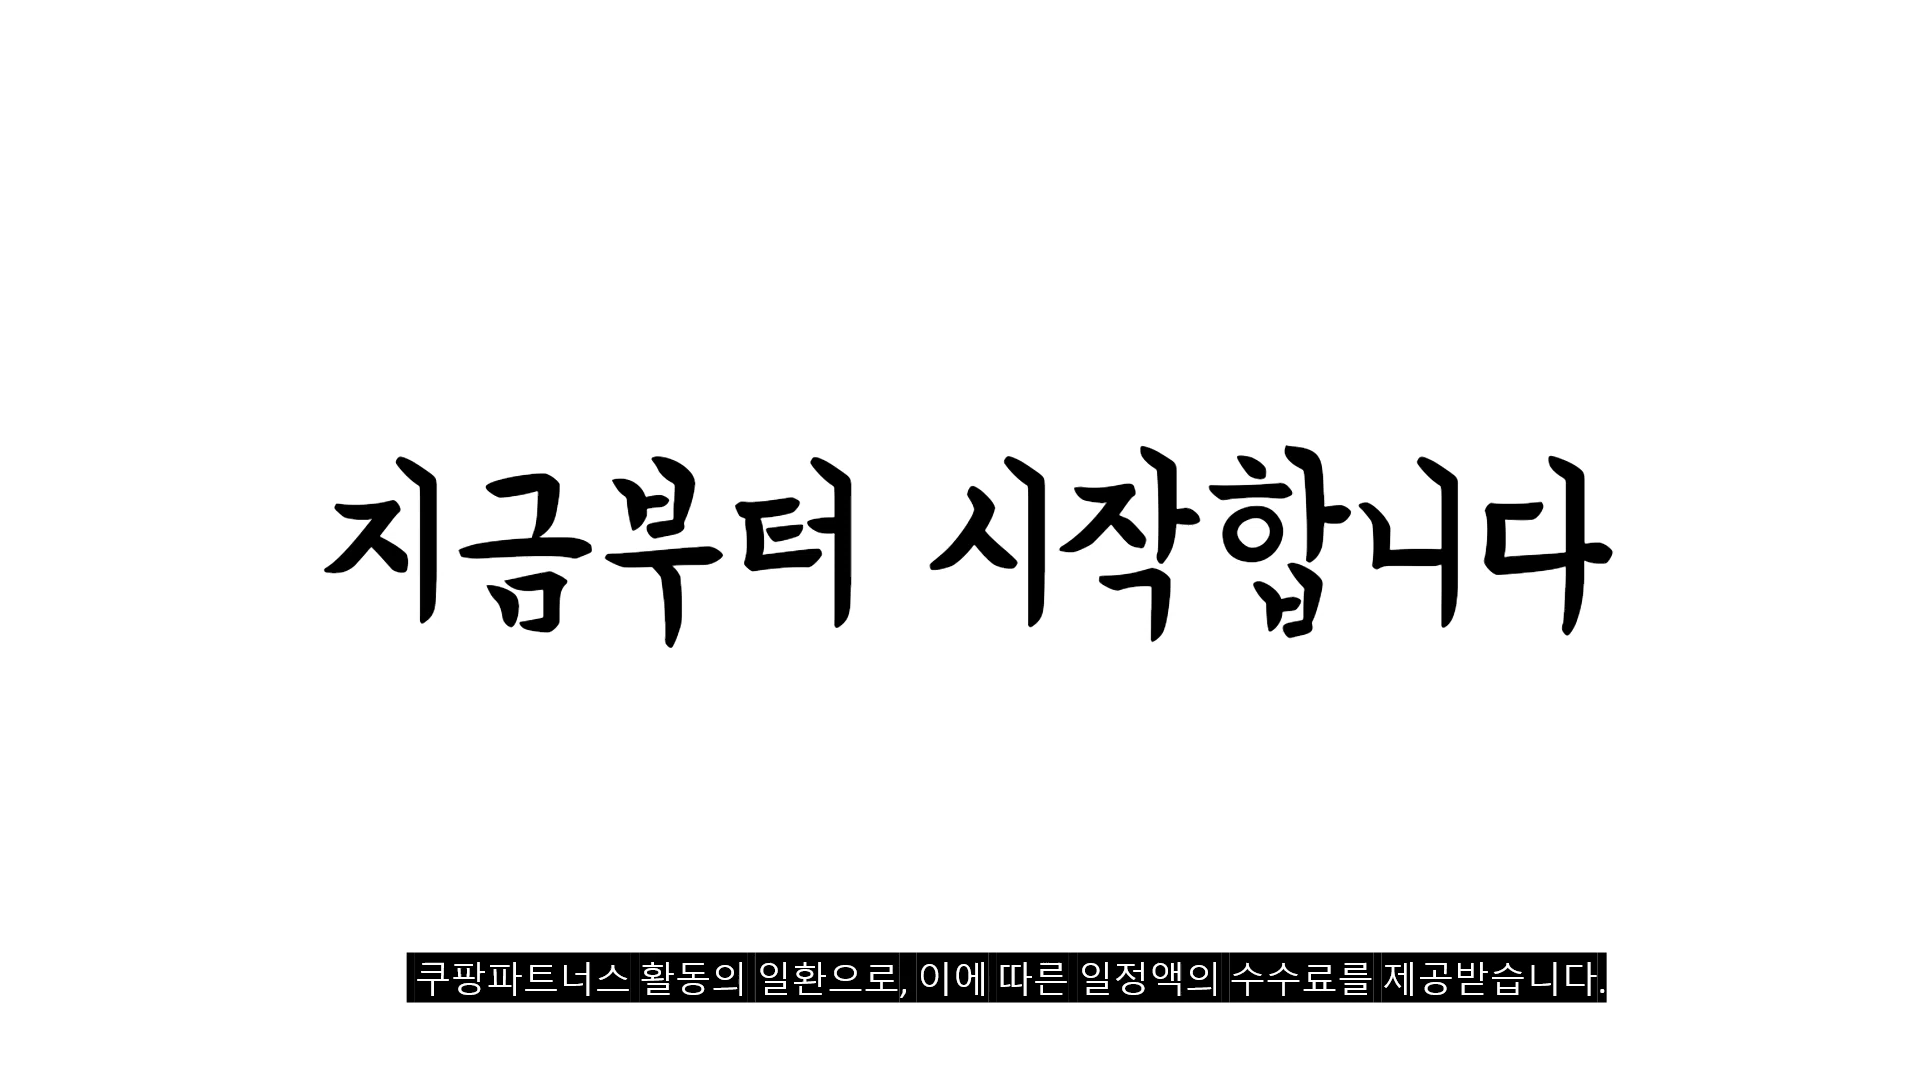 지금부터 시작합니다
쿠팡파트너스 활동의 일환으로, 이에 따른 일정액의 수수료를 제공받습니다.